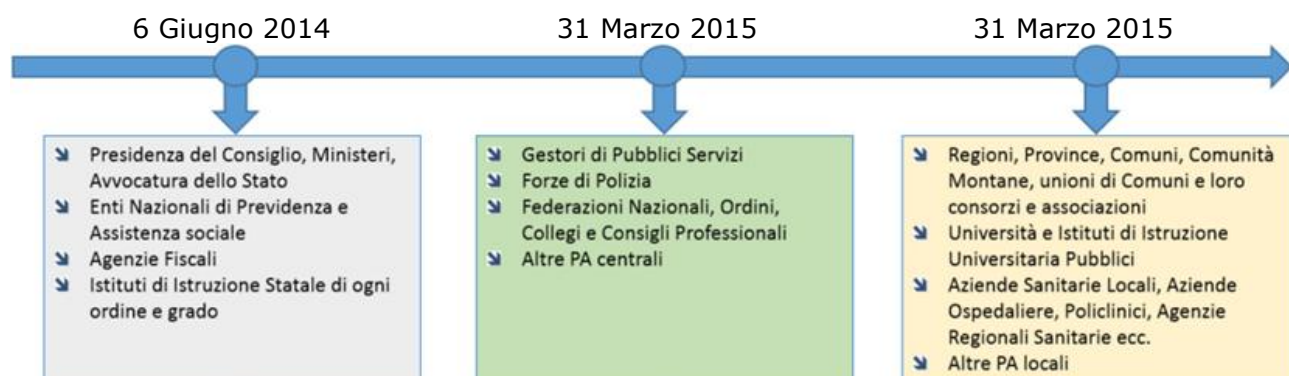 6 Giugno 2014
31 Marzo 2015
31 Marzo 2015
Presidenza del Consiglio, Ministeri,
Avvocatura dello Stato
Enti Nazionali di Previdenza e
Assistenza sociale
Agenzie Fiscali
Istituti di Istruzione Statale di ogni
ordine e grado
Gestori di Pubblici Servizi
Forze di Polizia
Federazioni Nazionali, Ordini,
Collegi e Consigli Professionali
Altre PA centrali
Regioni, Province, Comuni, Comunità
Montane, unioni di Comuni e loro
consorzi e associazioni
Università e Istituti di Istruzione
Universitaria Pubblici
Aziende Sanitarie Locali, Aziende
Ospedaliere, Policlinici, Agenzie
Regionali Sanitarie ecc.
Altre PA locali